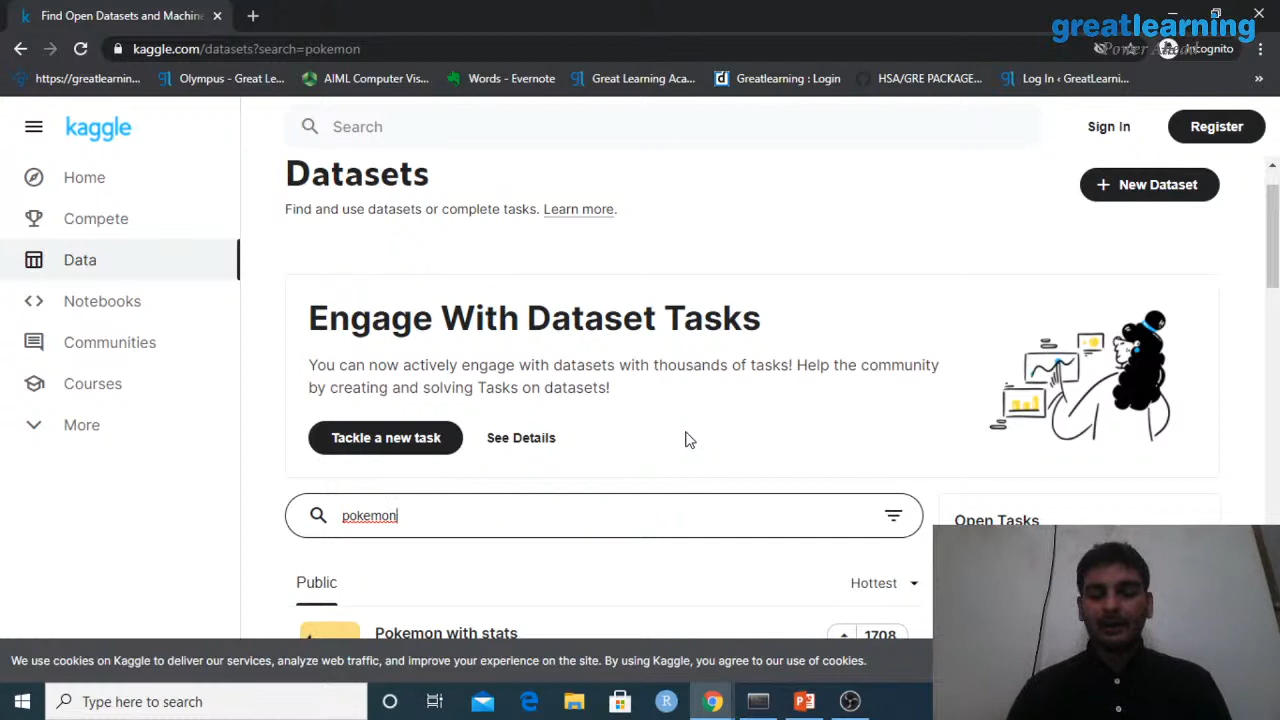 Find Open Datasets and Machine
greatlearning
Power Ahead
kaggle.com/datasets?search=pokemon
Incognito
https://greatlearnin...
Olympus - Great Le...
AIML Computer Vis...
Words - Evernote
Great Learning Aca...
Greatlearning : Login
HSA/GRE PACKAGE...
Log In ‹ GreatLearni...
»
kaggle
Search
Sign In
Register
Home
Compete
Data
Notebooks
Communities
Courses
More
Datasets
Find and use datasets or complete tasks. Learn more.
+ New Dataset
Engage With Dataset Tasks
You can now actively engage with datasets with thousands of tasks! Help the community
by creating and solving Tasks on datasets!
Tackle a new task
See Details
pokemon
Open Tasks
Public
Hottest
Pokemon with stats
1708
We use cookies on Kaggle to deliver our services, analyze web traffic, and improve your experience on the site. By using Kaggle, you agree to our use of cookies.
Type here to search